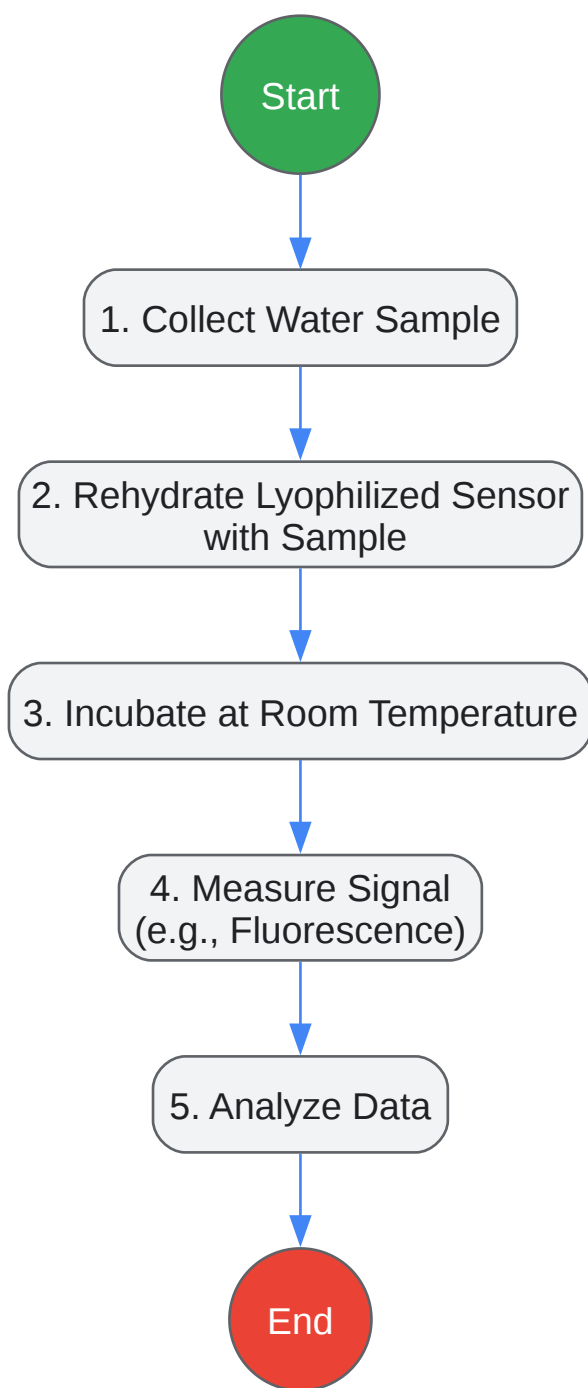 Start
1. Collect Water Sample
2. Rehydrate Lyophilized Sensor
with Sample
3. Incubate at Room Temperature
4. Measure Signal
(e.g., Fluorescence)
5. Analyze Data
End